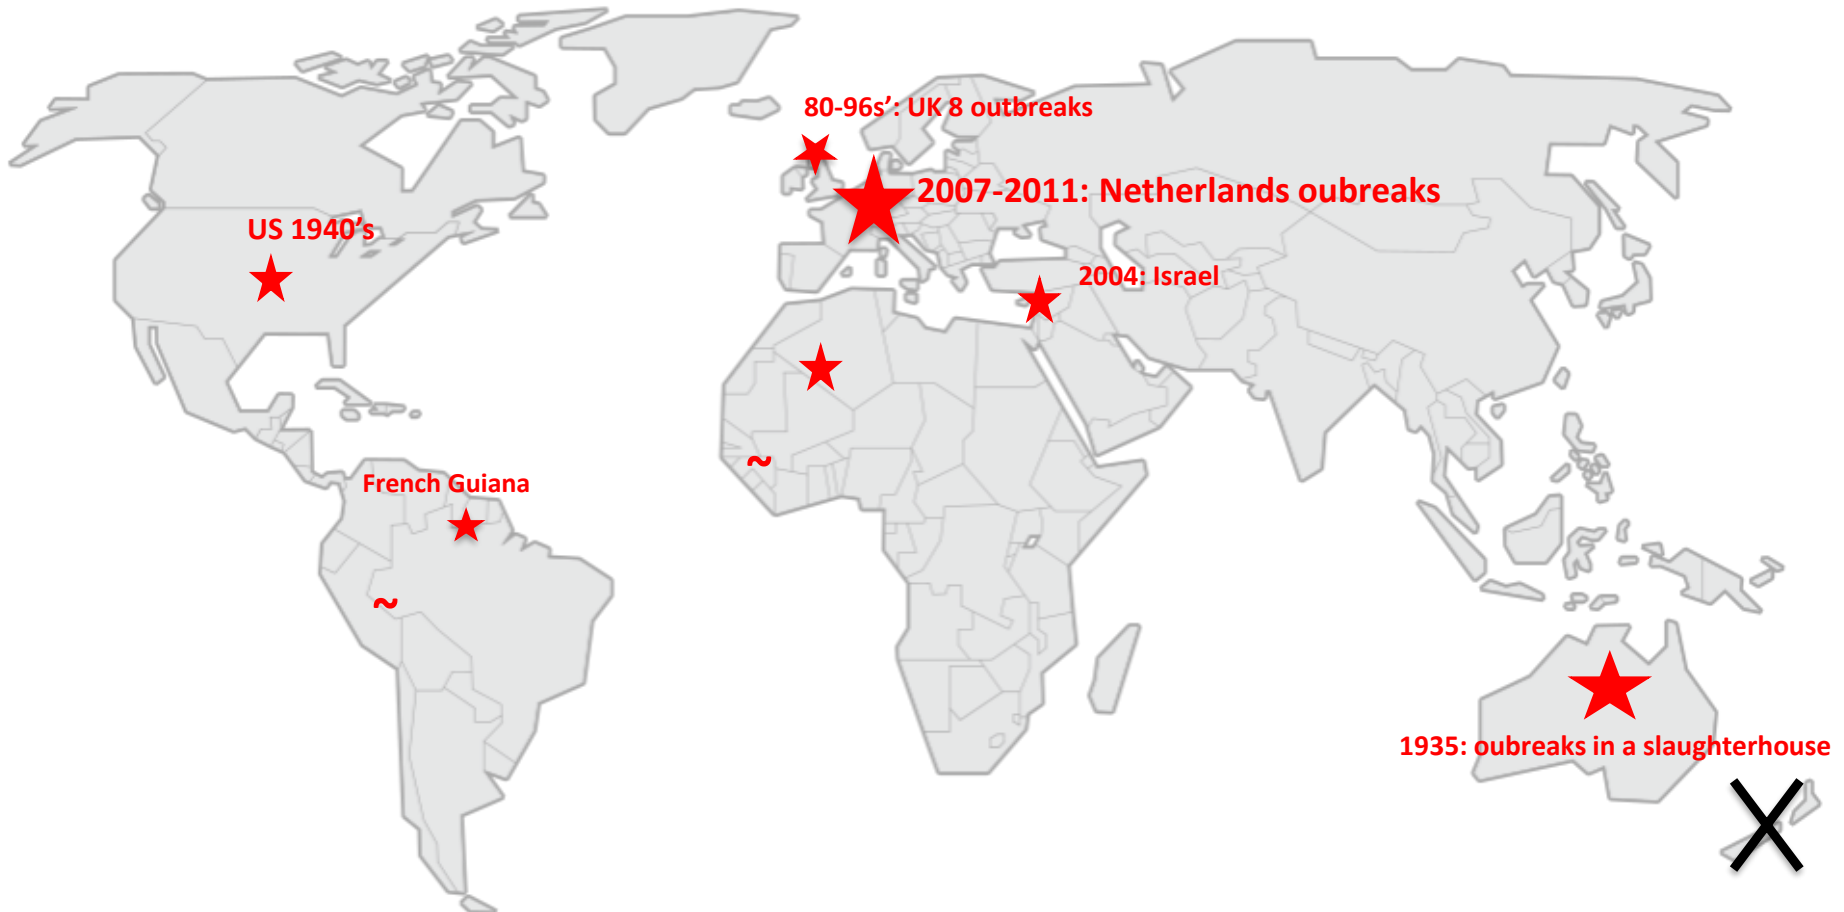 80-96s’: UK 8 outbreaks
2007-2011: Netherlands oubreaks
US 1940’s
2004: Israel
~
French Guiana
~
1935: oubreaks in a slaughterhouse